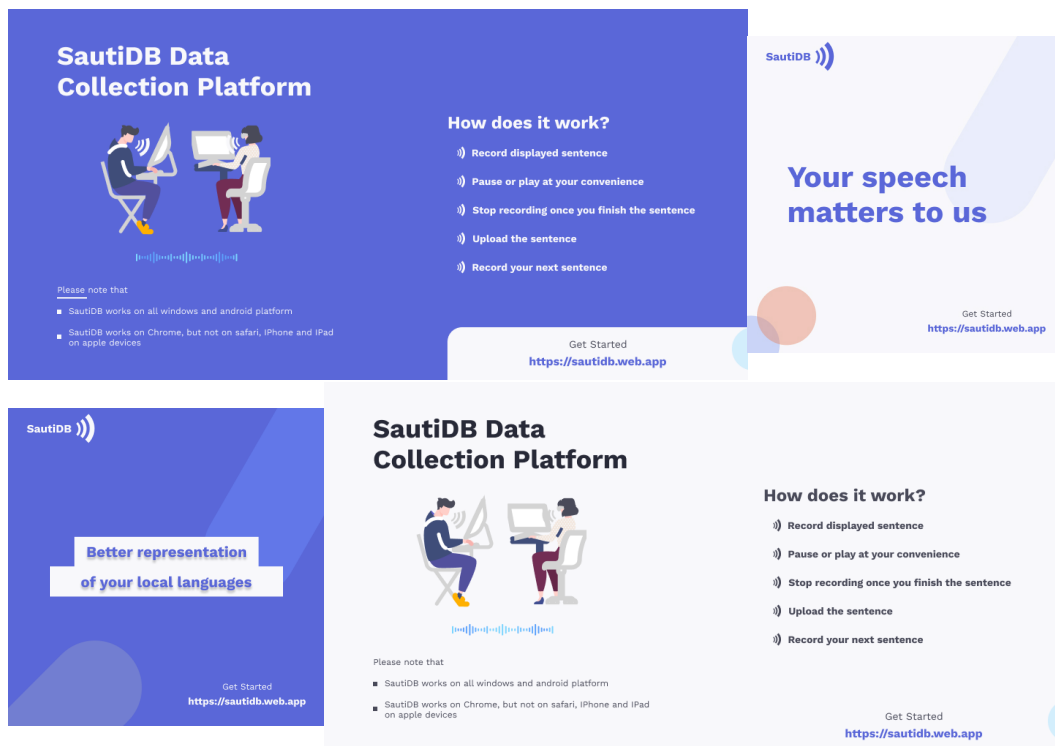 SautiDB Data
Collection Platform
Please note that
SautiDB works on all windows and android platform
SautiDB works on Chrome, but not on safari, IPhone and IPad
on apple devices
How does it work?
Record displayed sentence
Pause or play at your convenience
Stop recording once you finish the sentence
Upload the sentence
Record your next sentence
Get Started
https://sautidb.web.app
SautiDB
Your speech
matters to us
Get Started
https://sautidb.web.app
SautiDB
Better representation
of your local languages
Get Started
https://sautidb.web.app
SautiDB Data
Collection Platform
Please note that
SautiDB works on all windows and android platform
SautiDB works on Chrome, but not on safari, IPhone and IPad
on apple devices
How does it work?
Record displayed sentence
Pause or play at your convenience
Stop recording once you finish the sentence
Upload the sentence
Record your next sentence
Get Started
https://sautidb.web.app